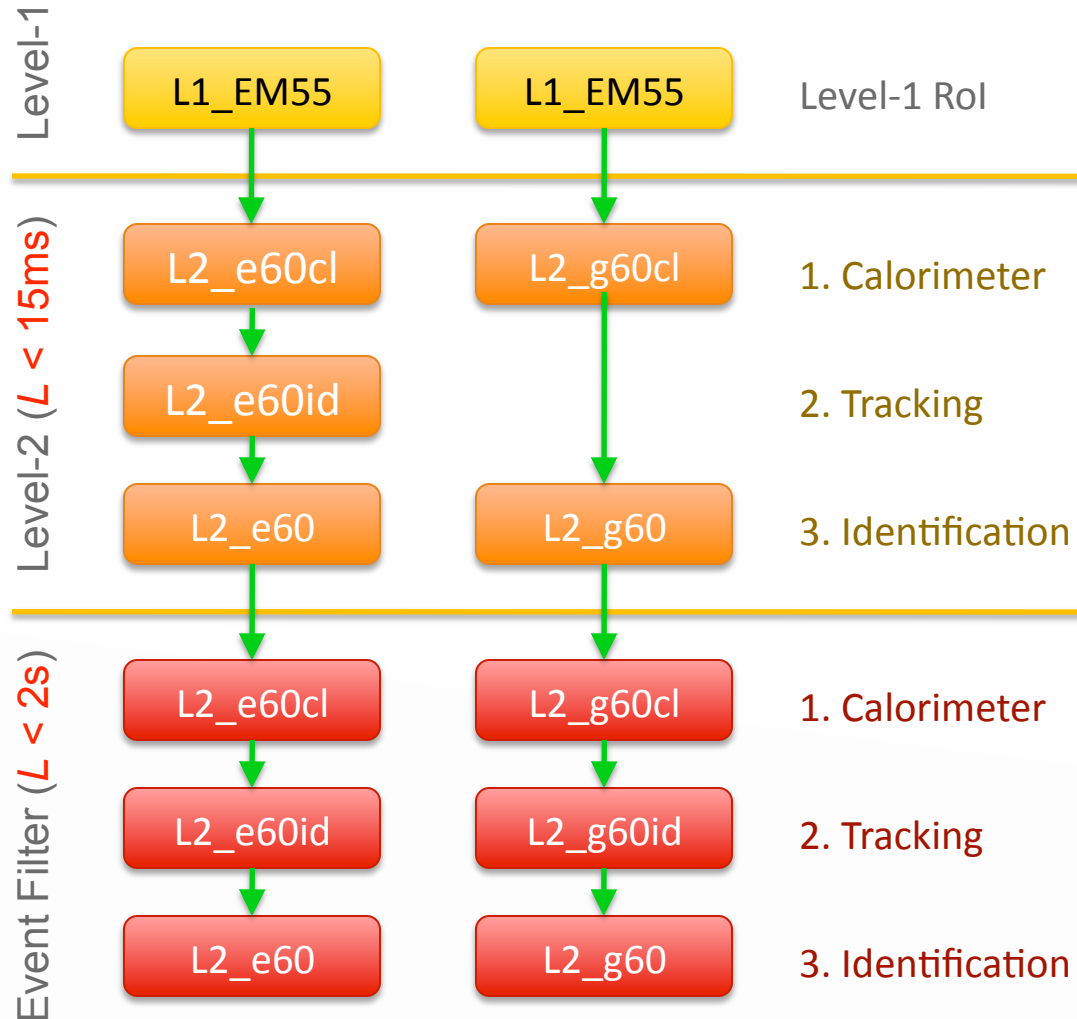 Level-1
L1_EM55 L1_EM55 Level-1 RoI
Level-2 (L < 15ms)
L2_e60cl L2_g60cl 1. Calorimeter
L2_e60id 2. Tracking
L2_e60 L2_g60 3. Identification
Event Filter (L < 2s)
L2_e60cl L2_g60cl 1. Calorimeter
L2_e60id L2_g60id 2. Tracking
L2_e60 L2_g60 3. Identification